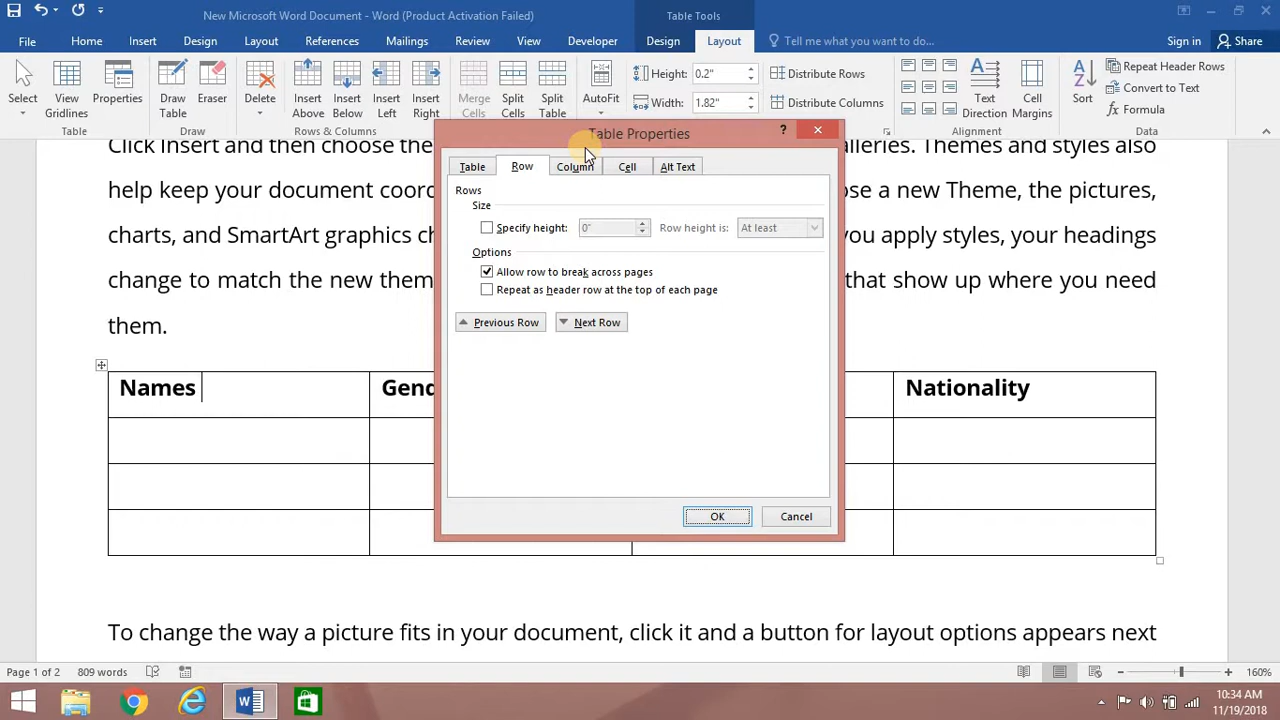 New Microsoft Word Document - Word (Product Activation Failed)
Table Tools
File
Home
Insert
Design
Layout
References
Mailings
Review
View
Developer
Design
Layout
Tell me what you want to do...
Sign in
Share
Select
View Gridlines
Properties
Table
Draw Table
Eraser
Draw
Delete
Insert Above
Insert Below
Insert Left
Insert Right
Rows & Columns
Merge Cells
Split Cells
Split Table
AutoFit
Height: 0.2"
Width: 1.82"
Distribute Rows
Distribute Columns
Text Direction
Cell Margins
Alignment
Sort
Repeat Header Rows
Convert to Text
Formula
Data
Table Properties
?
Table
Row
Column
Cell
Alt Text
Rows
Size
Specify height: 0" Row height is: At least
Options
Allow row to break across pages
Repeat as header row at the top of each page
Previous Row
Next Row
OK
Cancel
Click Insert and then choose the alleries. Themes and styles also
help keep your document coord ose a new Theme, the pictures,
charts, and SmartArt graphics ch you apply styles, your headings
change to match the new them that show up where you need
them.
Names
Gend
Nationality
To change the way a picture fits in your document, click it and a button for layout options appears next
Page 1 of 2
809 words
160%
10:34 AM
11/19/2018